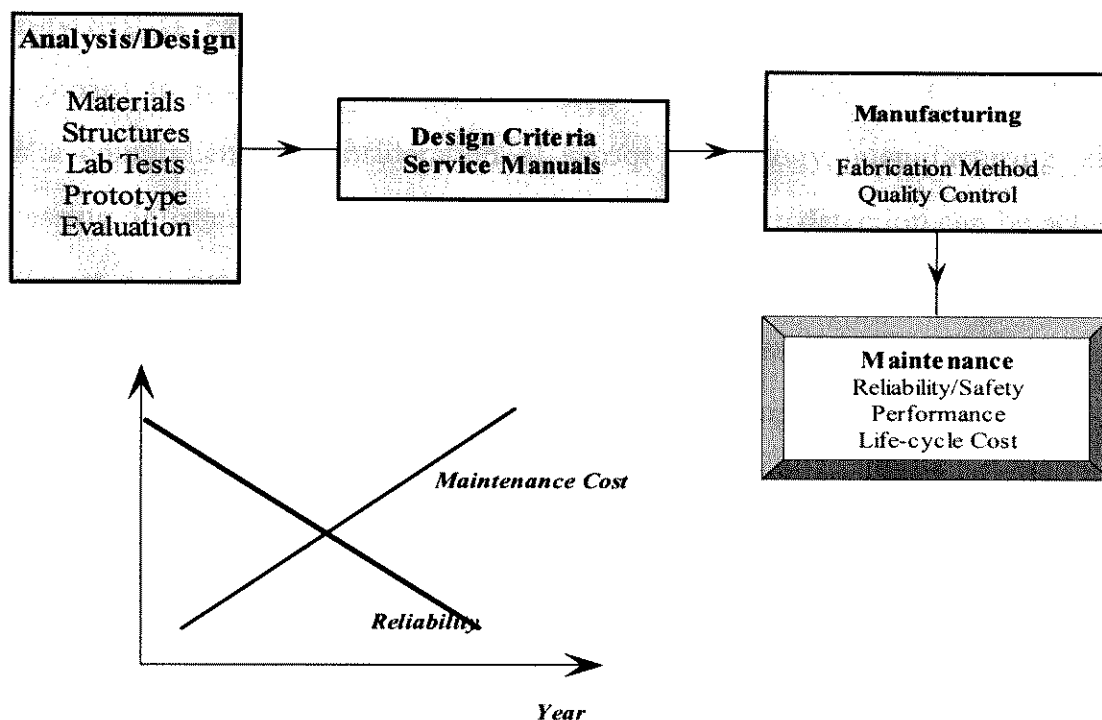 Analysis/Design
Materials
Structures
Lab Tests
Prototype
Evaluation
Design Criteria
Service Manuals
Manufacturing
Fabrication Method
Quality Control
Maintenance
Reliability/Safety
Performance
Life-cycle Cost
Maintenance Cost
Reliability
Year